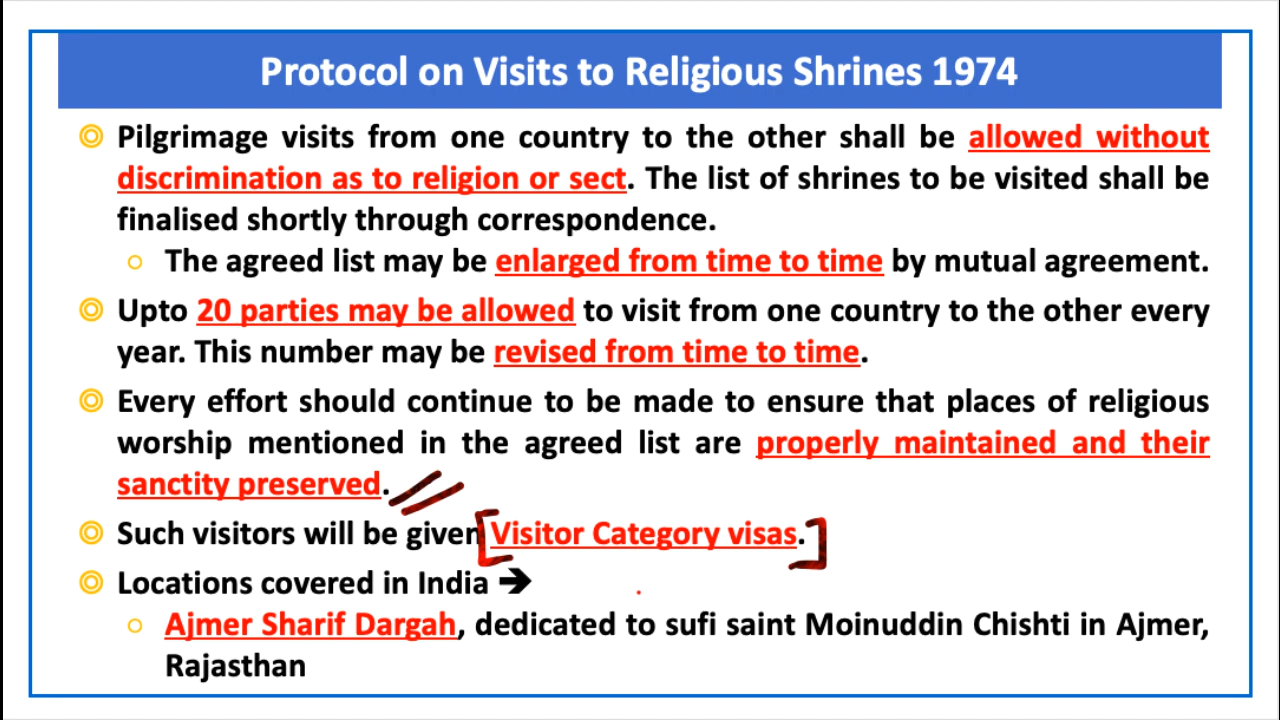 Protocol on Visits to Religious Shrines 1974
Pilgrimage visits from one country to the other shall be allowed without
discrimination as to religion or sect. The list of shrines to be visited shall be
finalised shortly through correspondence.
The agreed list may be enlarged from time to time by mutual agreement.
Upto 20 parties may be allowed to visit from one country to the other every
year. This number may be revised from time to time.
Every effort should continue to be made to ensure that places of religious
worship mentioned in the agreed list are properly maintained and their
sanctity preserved.
Such visitors will be given Visitor Category visas.
Locations covered in India ➔
Ajmer Sharif Dargah, dedicated to sufi saint Moinuddin Chishti in Ajmer,
Rajasthan